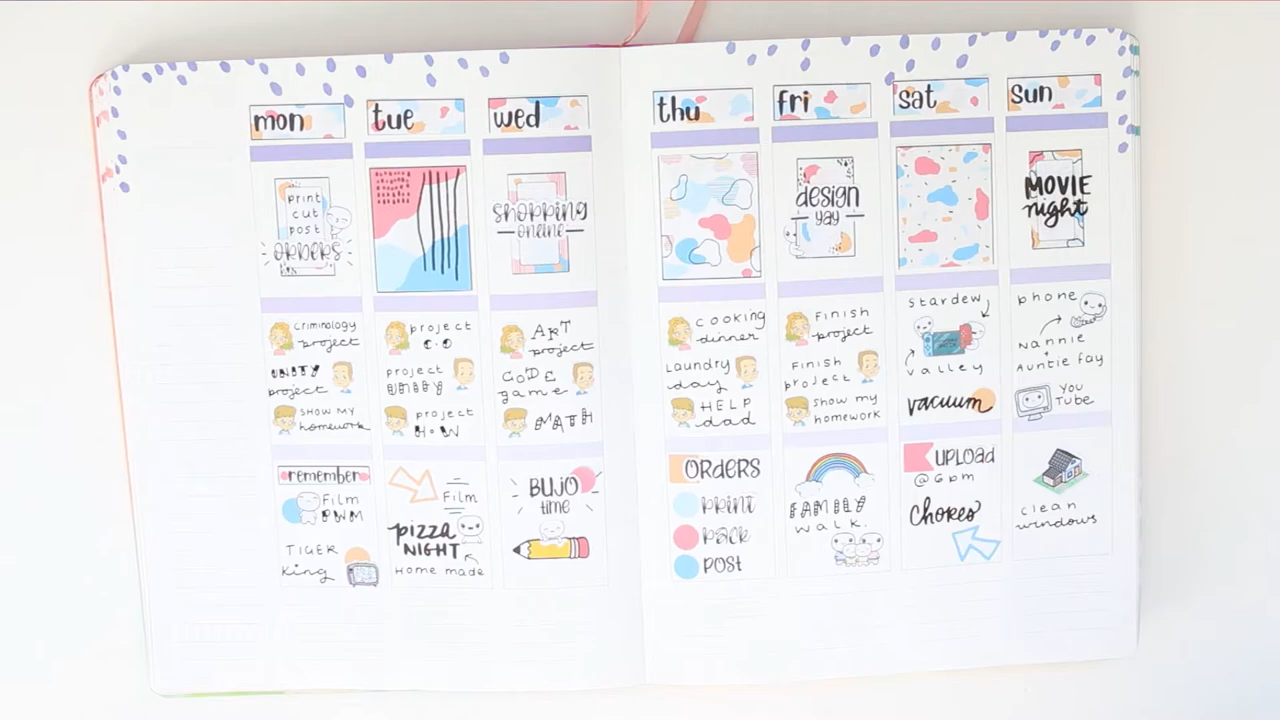 mon
print
cut
post
ORDERS
criminology
project
UNITY
project
SHOW MY
homework
remember
FILM
PWM
TIGER
King
tue
project
C.O
project
UNITY
project
H.W
Film
pizza
NIGHT
Home made
wed
shopping
online
ART
project
CODE
game
MATH
BUJO
time
thu
cooking
dinner
laundry
day
HELP
dad
ORDERS
PRINT
PACK
POST
fri
design
yay
FINISH
project
FINISH
project
show my
homework
FAMILY
walk.
sat
stardew
valley
vacuum
UPLOAD
@ 6pm
chores
sun
MOVIE
night
phone
Nannie
+
Auntie fay
YOU
TUBE
clean
windows